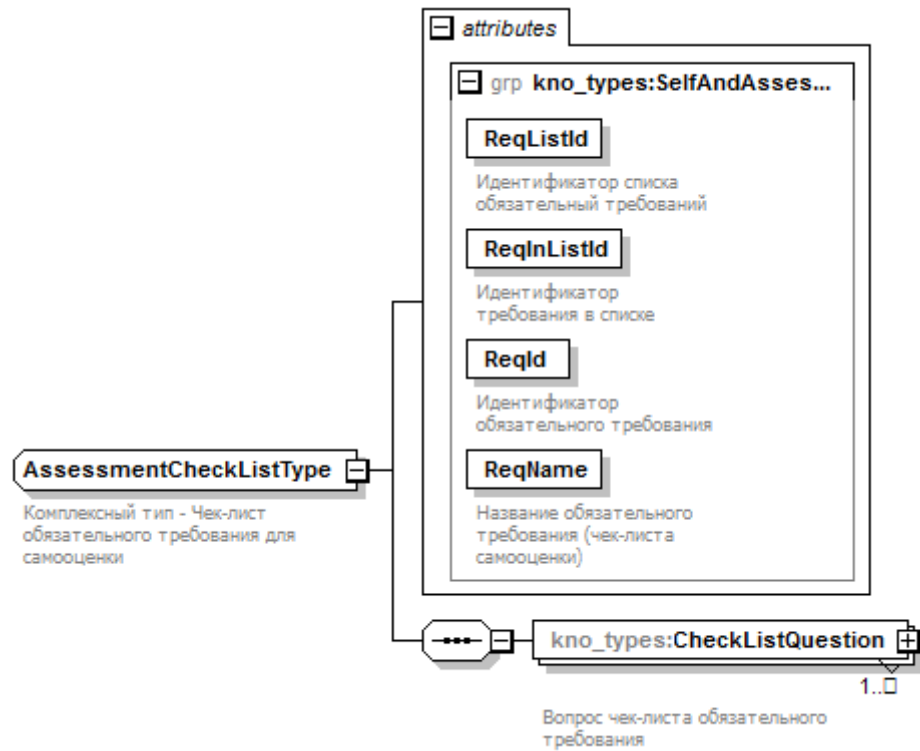 attributes
grp kno_types:SelfAndAsses...
ReqListId
Идентификатор списка
обязательный требований
ReqInListId
Идентификатор
требования в списке
ReqId
Идентификатор
обязательного требования
ReqName
Название обязательного
требования (чек-листа
самооценки)
AssessmentCheckListType
Комплексный тип - Чек-лист
обязательного требования для
самооценки
kno_types:CheckListQuestion
1..□
Вопрос чек-листа обязательного
требования